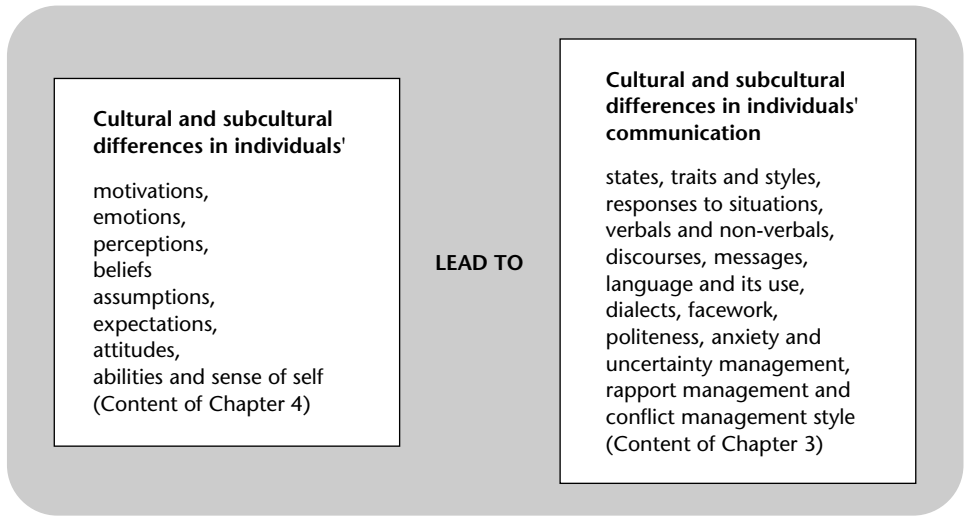 Cultural and subcultural
differences in individuals'
motivations,
emotions,
perceptions,
beliefs
assumptions,
expectations,
attitudes,
abilities and sense of self
(Content of Chapter 4)
LEAD TO
Cultural and subcultural
differences in individuals'
communication
states, traits and styles,
responses to situations,
verbals and non-verbals,
discourses, messages,
language and its use,
dialects, facework,
politeness, anxiety and
uncertainty management,
rapport management and
conflict management style
(Content of Chapter 3)